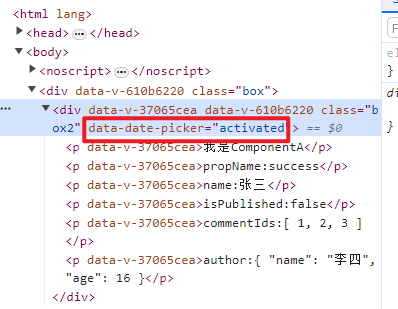 <html lang>
<head> ⋯ </head>
<body>
<noscript> ⋯ </noscript>
<div data-v-610b6220 class="box">
⋯ <div data-v-37065cea data-v-610b6220 class="b
ox2" data-date-picker="activated"> == $0
<p data-v-37065cea>我是ComponentA</p>
<p data-v-37065cea>propName:success</p>
<p data-v-37065cea>name:张三</p>
<p data-v-37065cea>isPublished:false</p>
<p data-v-37065cea>commentIds:[ 1, 2, 3 ]
</p>
<p data-v-37065cea>author:{ "name": "李四",
"age": 16 }</p>
</div>
F
el
}
di
}